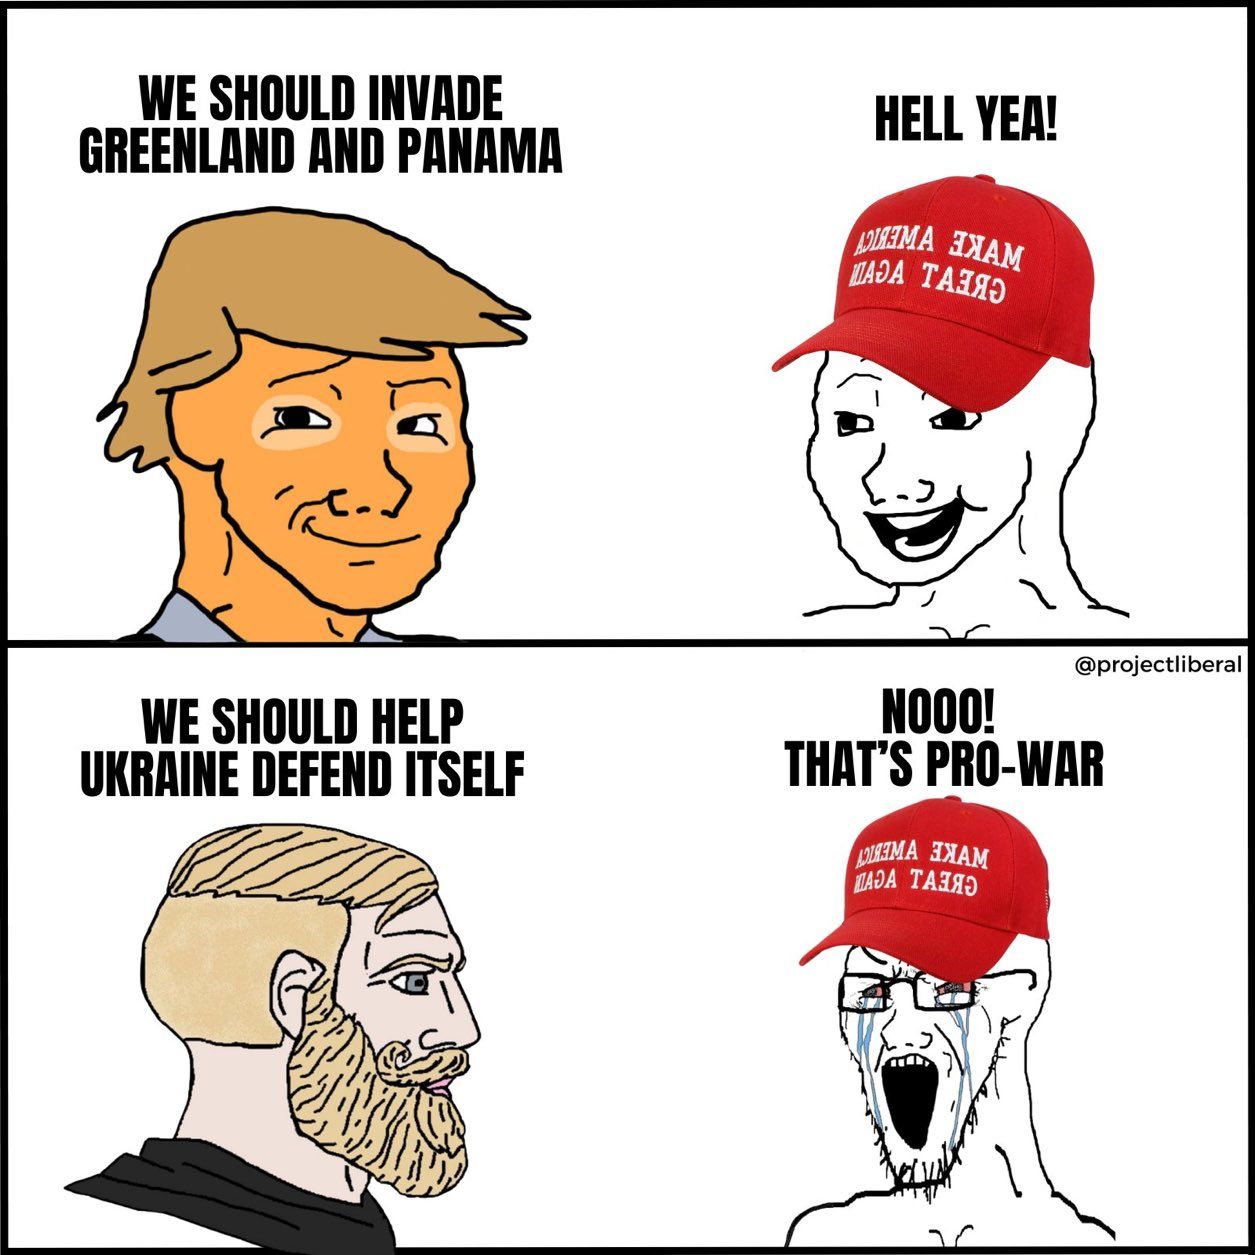 WE SHOULD INVADE
GREENLAND AND PANAMA
HELL YEA!
MAKE AMERICA
GREAT AGAIN
@projectliberal
WE SHOULD HELP
UKRAINE DEFEND ITSELF
NOOO!
THAT'S PRO-WAR
MAKE AMERICA
GREAT AGAIN